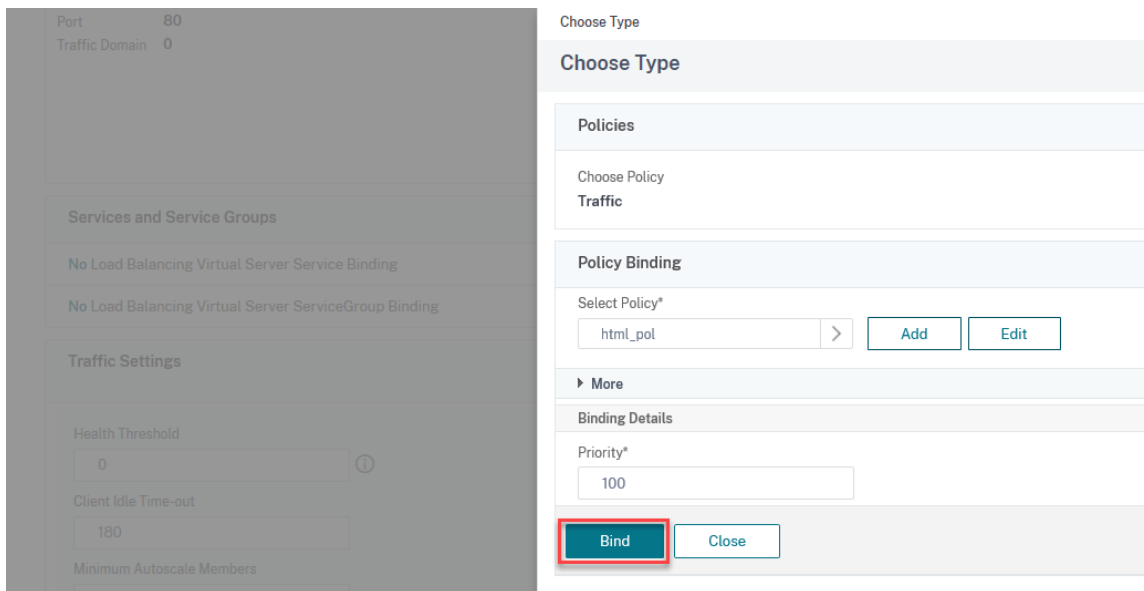 Port 80
Traffic Domain 0
Services and Service Groups
No Load Balancing Virtual Server Service Binding
No Load Balancing Virtual Server ServiceGroup Binding
Traffic Settings
Health Threshold
0
Client Idle Time-out
180
Minimum Autoscale Members
Choose Type
Choose Type
Policies
Choose Policy
Traffic
Policy Binding
Select Policy*
html_pol Add Edit
More
Binding Details
Priority*
100
Bind Close